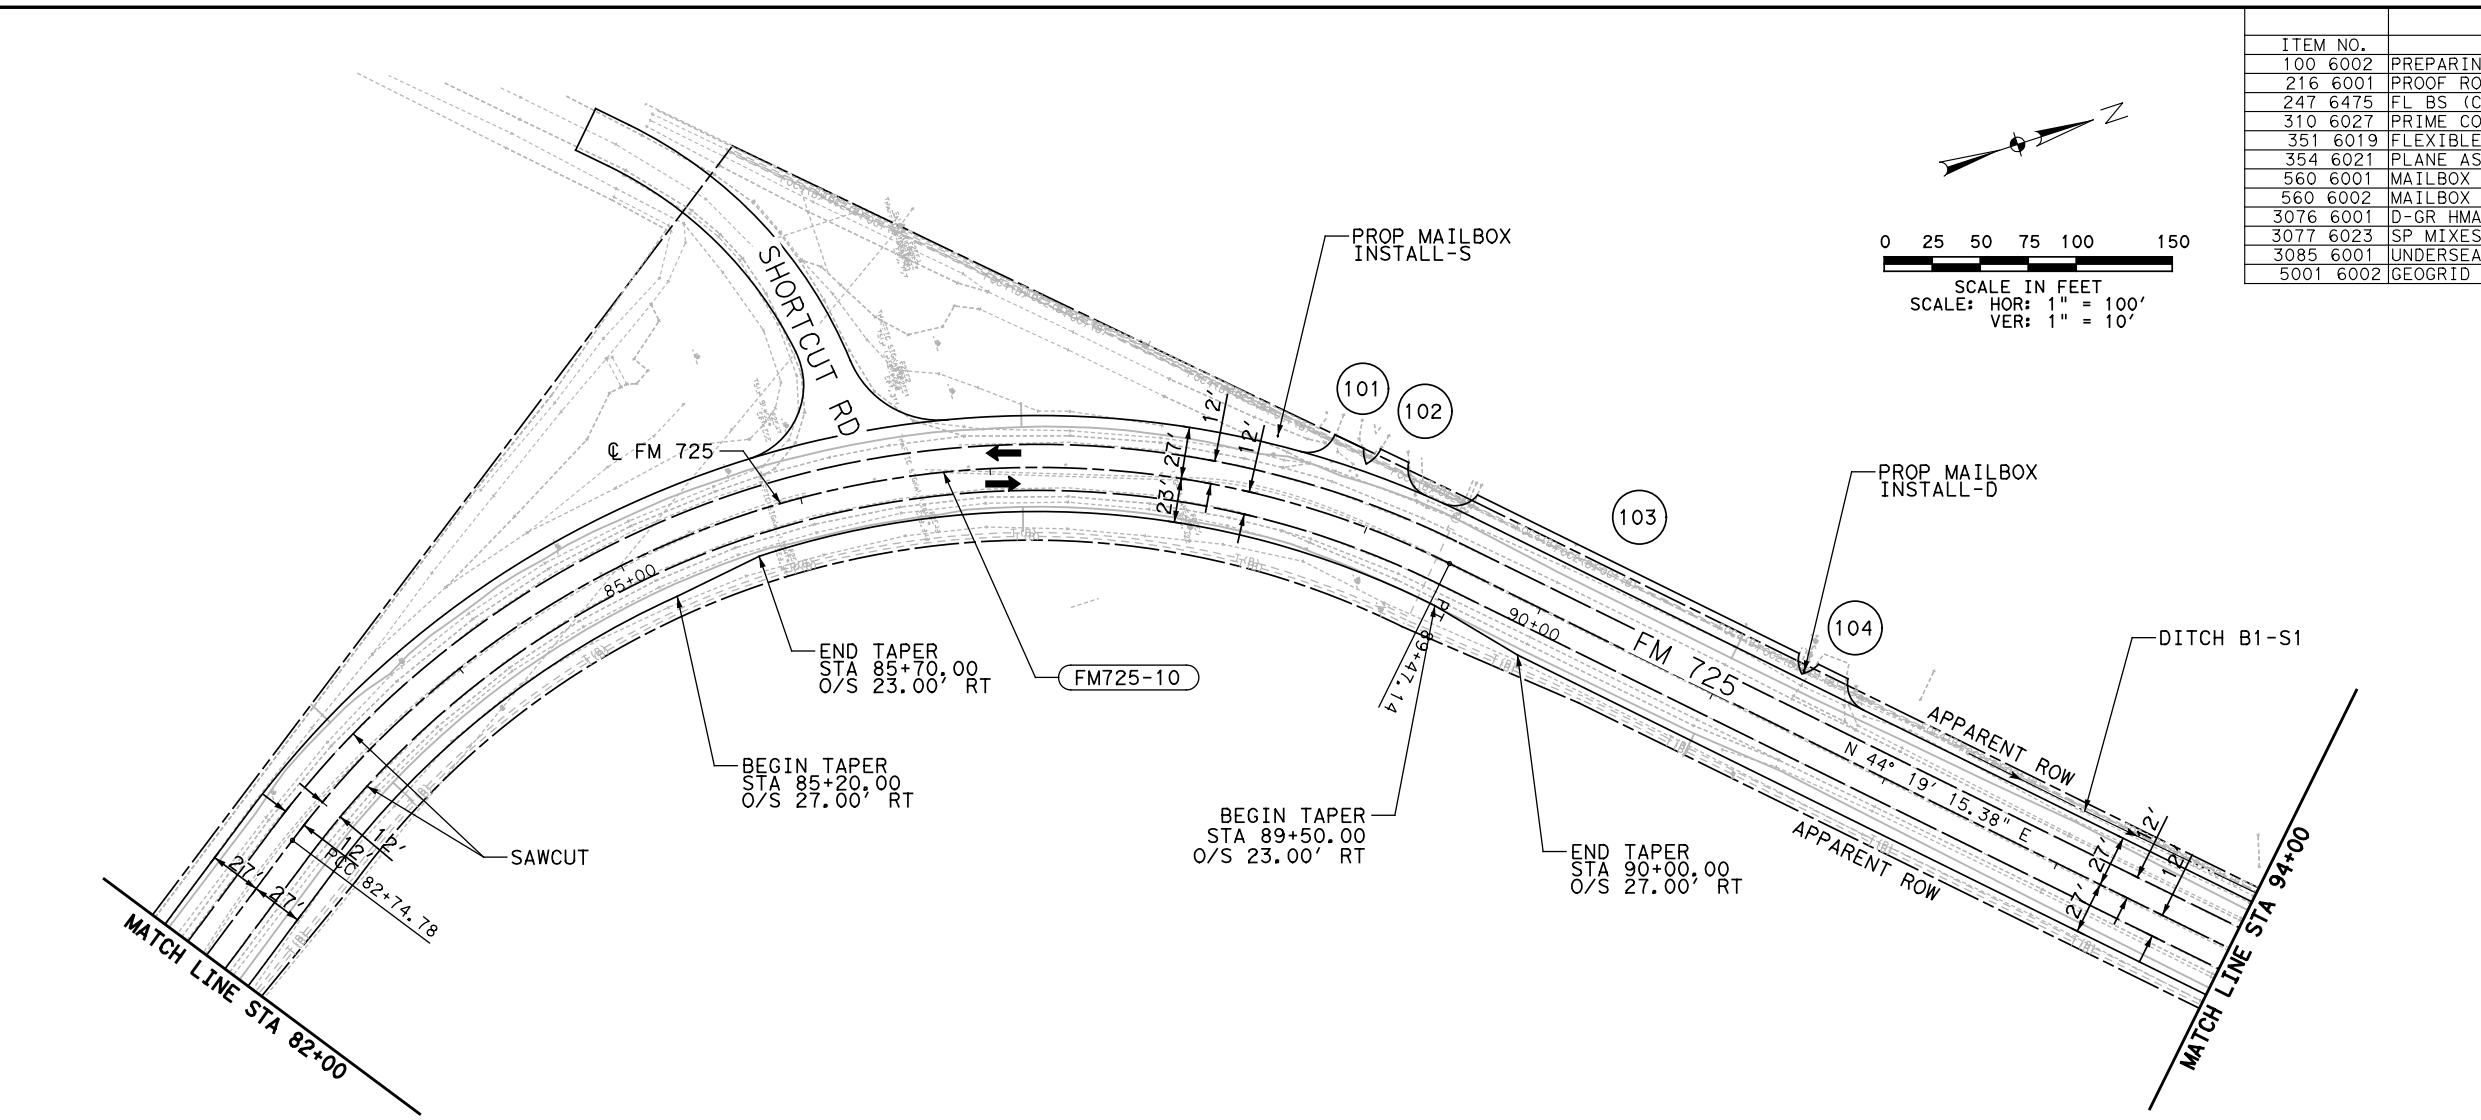 ITEM NO.
100 6002 PREPARIN
216 6001 PROOF RO
247 6475 FL BS (C
310 6027 PRIME CO
351 6019 FLEXIBLE
354 6021 PLANE AS
560 6001 MAILBOX
560 6002 MAILBOX
3076 6001 D-GR HMA
3077 6023 SP MIXES
3085 6001 UNDERSEA
5001 6002 GEOGRID
N
0 25 50 75 100 150
SCALE IN FEET
SCALE: HOR: 1" = 100'
VER: 1" = 10'
PROP MAILBOX
INSTALL-S
SHORTCUT RD
101
102
103
104
℄ FM 725
12'
12'
27'
23'
PROP MAILBOX
INSTALL-D
85+00
90+00
FM 725
PT 89+47.14
DITCH B1-S1
END TAPER
STA 85+70.00
O/S 23.00' RT
FM725-10
BEGIN TAPER
STA 85+20.00
O/S 27.00' RT
SAWCUT
BEGIN TAPER
STA 89+50.00
O/S 23.00' RT
END TAPER
STA 90+00.00
O/S 27.00' RT
APPARENT ROW
N 44° 19' 15.38" E
APPARENT ROW
12'
12'
27'
27'
12'
12'
27'
27'
PCC 82+74.78
MATCH LINE STA 82+00
MATCH LINE STA 94+00